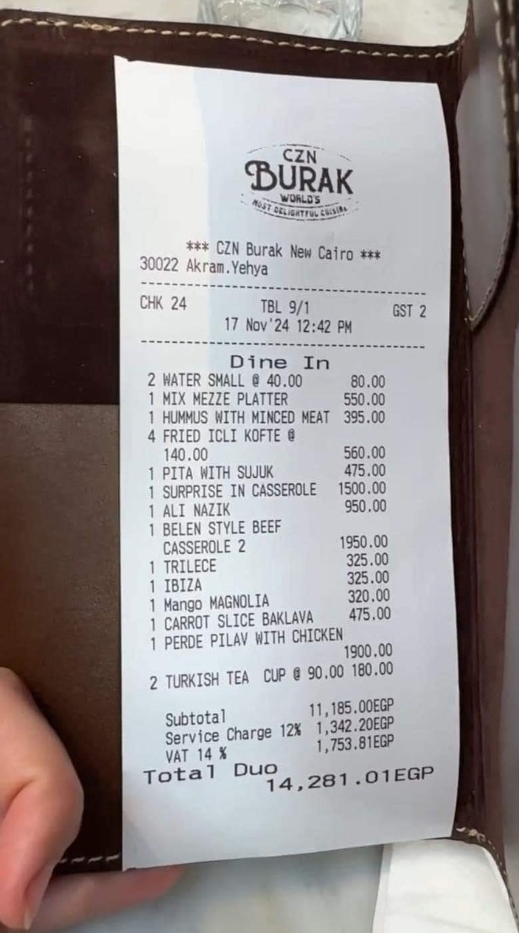 CZN
BURAK
WORLD'S
MOST DELIGHTFUL CUISINE
*** CZN Burak New Cairo ***
30022 Akram.Yehya
CHK 24 TBL 9/1 GST 2
17 Nov'24 12:42 PM
Dine In
2 WATER SMALL @ 40.00 80.00
1 MIX MEZZE PLATTER 550.00
1 HUMMUS WITH MINCED MEAT 395.00
4 FRIED ICLI KOFTE @
140.00 560.00
1 PITA WITH SUJUK 475.00
1 SURPRISE IN CASSEROLE 1500.00
1 ALI NAZIK 950.00
1 BELEN STYLE BEEF
CASSEROLE 2 1950.00
1 TRILECE 325.00
1 IBIZA 325.00
1 Mango MAGNOLIA 320.00
1 CARROT SLICE BAKLAVA 475.00
1 PERDE PILAV WITH CHICKEN
1900.00
2 TURKISH TEA CUP @ 90.00 180.00
Subtotal 11,185.00EGP
Service Charge 12% 1,342.20EGP
VAT 14 % 1,753.81EGP
Total Duo
14,281.01EGP